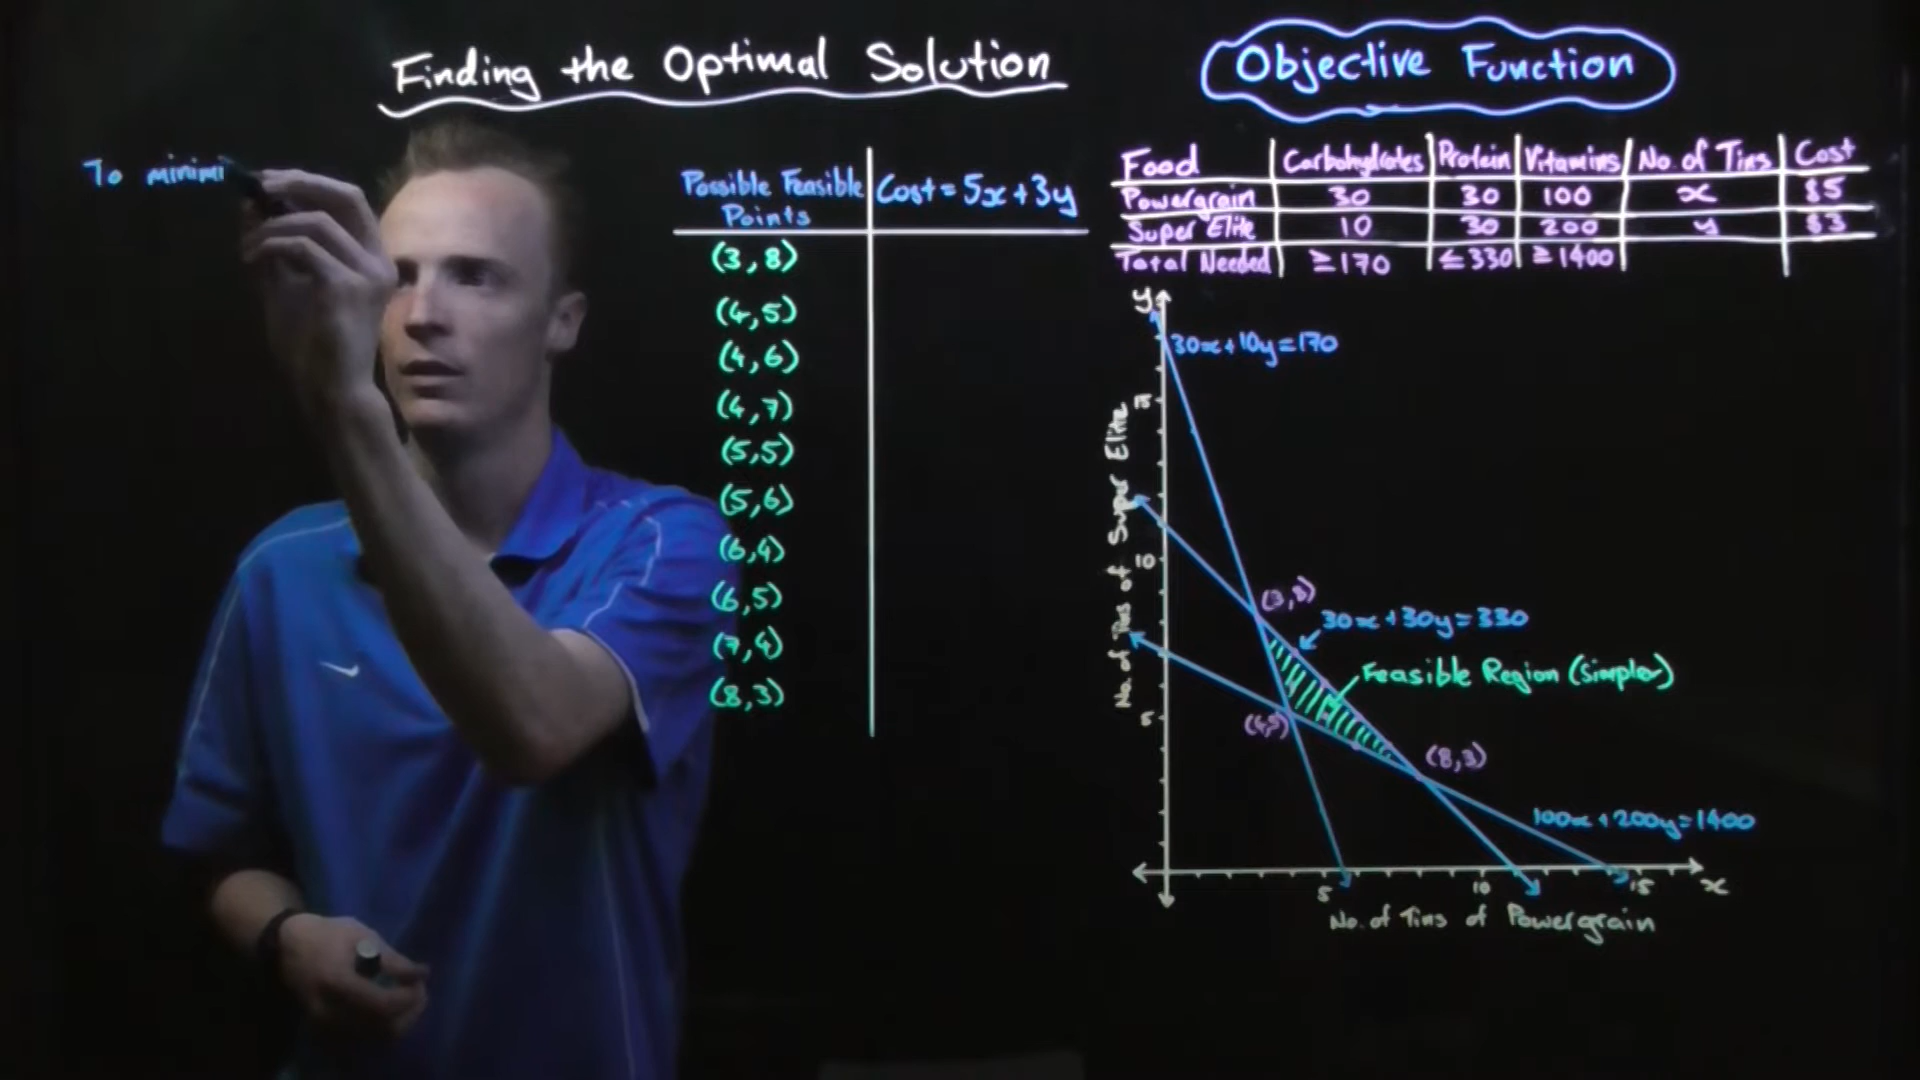 Finding the Optimal Solution
Objective Function
To minimi
Possible Feasible Points | Cost = 5x + 3y
(3,8)
(4,5)
(4,6)
(4,7)
(5,5)
(5,6)
(6,4)
(6,5)
(7,4)
(8,3)
Food | Carbohydrates | Protein | Vitamins | No. of Tins | Cost
Powergrain | 30 | 30 | 100 | x | $5
Super Elite | 10 | 30 | 200 | y | $3
Total Needed | ≥170 | ≤330 | ≥1400
y
30x+10y=170
15
No. of Tins of Super Elite
10
(3,8)
30x+30y=330
Feasible Region (Simplex)
5
(4,5)
(8,3)
100x+200y=1400
5
10
15
x
No. of Tins of Powergrain